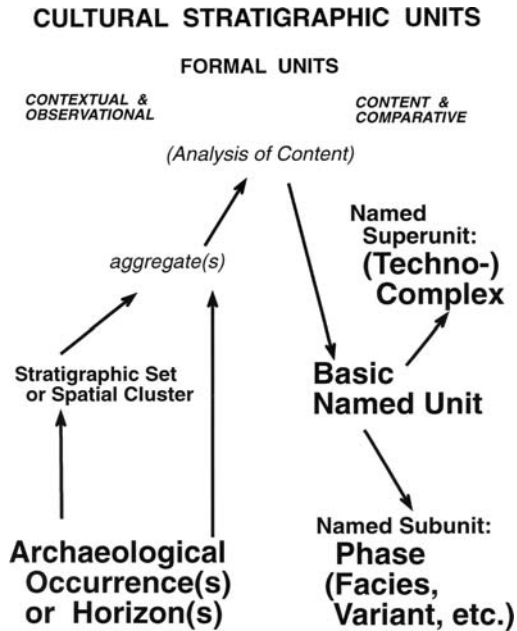 CULTURAL STRATIGRAPHIC UNITS
FORMAL UNITS
CONTEXTUAL &
OBSERVATIONAL
CONTENT &
COMPARATIVE
(Analysis of Content)
Named
Superunit:
(Techno-)
Complex
aggregate(s)
Stratigraphic Set
or Spatial Cluster
Basic
Named Unit
Archaeological
Occurrence(s)
or Horizon(s)
Named Subunit:
Phase
(Facies,
Variant, etc.)